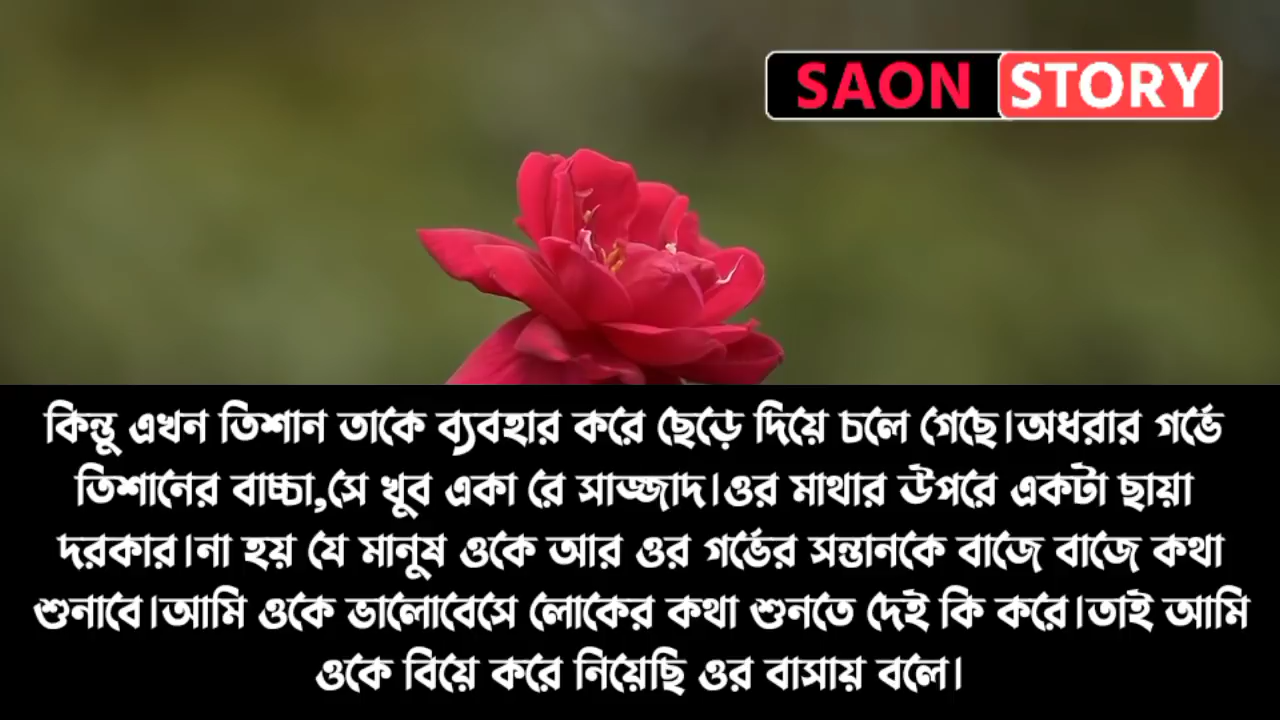 SAON STORY
কিন্তু এখন তিশান তাকে ব্যবহার করে ছেড়ে দিয়ে চলে গেছে।অধরার গর্ভে
তিশানের বাচ্চা,সে খুব একা রে সাজ্জাদ।ওর মাথার উপরে একটা ছায়া
দরকার।না হয় যে মানুষ ওকে আর ওর গর্ভের সন্তানকে বাজে বাজে কথা
শুনাবে।আমি ওকে ভালোবেসে লোকের কথা শুনতে দেই কি করে।তাই আমি
ওকে বিয়ে করে নিয়েছি ওর বাসায় বলে।